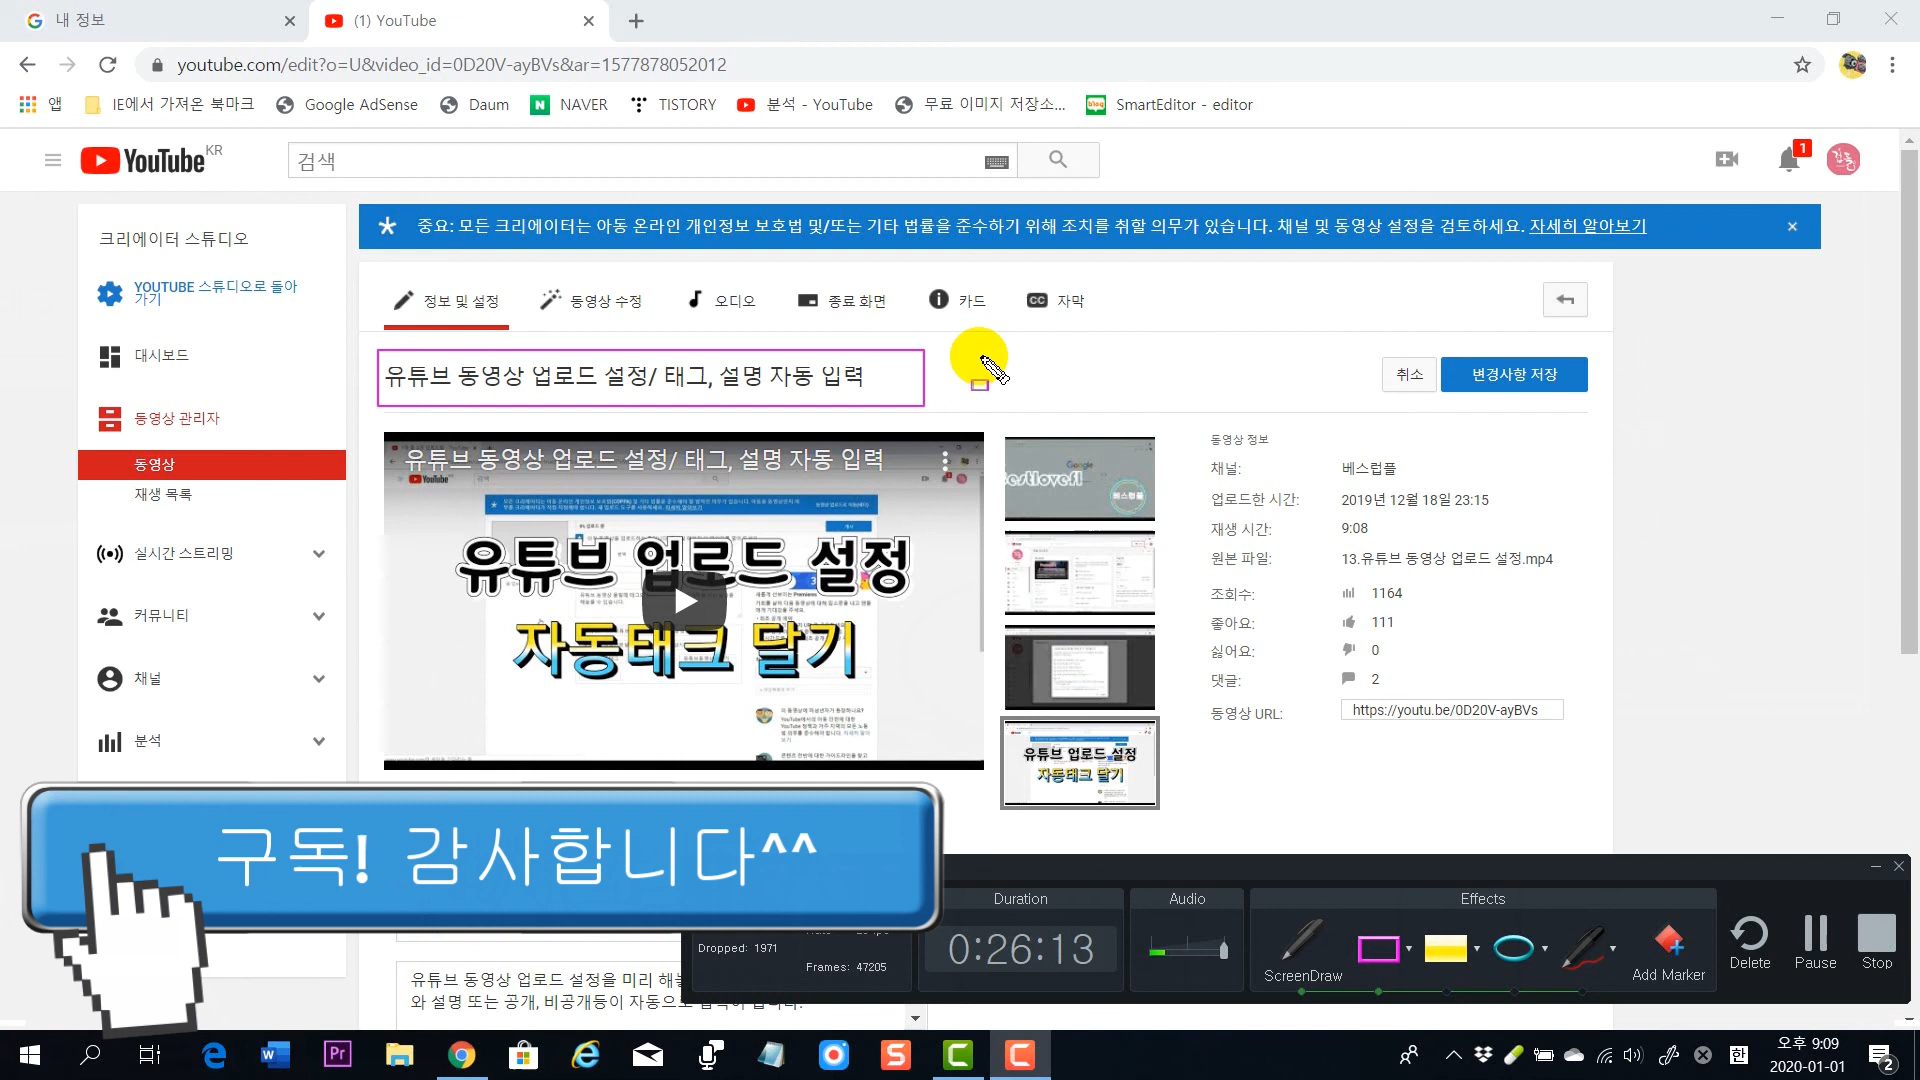 내 정보
(1) YouTube
youtube.com/edit?o=U&video_id=0D20V-ayBVs&ar=1577878052012
앱
IE에서 가져온 북마크
Google AdSense
Daum
NAVER
TISTORY
분석 - YouTube
무료 이미지 저장소...
SmartEditor - editor
YouTube KR
검색
1
크리에이터 스튜디오
YOUTUBE 스튜디오로 돌아
가기
대시보드
동영상 관리자
동영상
재생 목록
실시간 스트리밍
커뮤니티
채널
분석
중요: 모든 크리에이터는 아동 온라인 개인정보 보호법 및/또는 기타 법률을 준수하기 위해 조치를 취할 의무가 있습니다. 채널 및 동영상 설정을 검토하세요. 자세히 알아보기
정보 및 설정
동영상 수정
오디오
종료 화면
카드
CC 자막
유튜브 동영상 업로드 설정/ 태그, 설명 자동 입력
취소
변경사항 저장
유튜브 동영상 업로드 설정/ 태그, 설명 자동 입력
유튜브 업로드 설정
자동태그 달기
유튜브 업로드 설정
자동태그 달기
동영상 정보
채널: 베스럽플
업로드한 시간: 2019년 12월 18일 23:15
재생 시간: 9:08
원본 파일: 13.유튜브 동영상 업로드 설정.mp4
조회수: 1164
좋아요: 111
싫어요: 0
댓글: 2
동영상 URL: https://youtu.be/0D20V-ayBVs
구독! 감사합니다^^
Dropped: 1971
Frames: 47205
Duration
0:26:13
Audio
Effects
ScreenDraw
Add Marker
Delete
Pause
Stop
유튜브 동영상 업로드 설정을 미리 해놓
와 설명 또는 공개, 비공개등이 자동으로
한
오후 9:09
2020-01-01
2